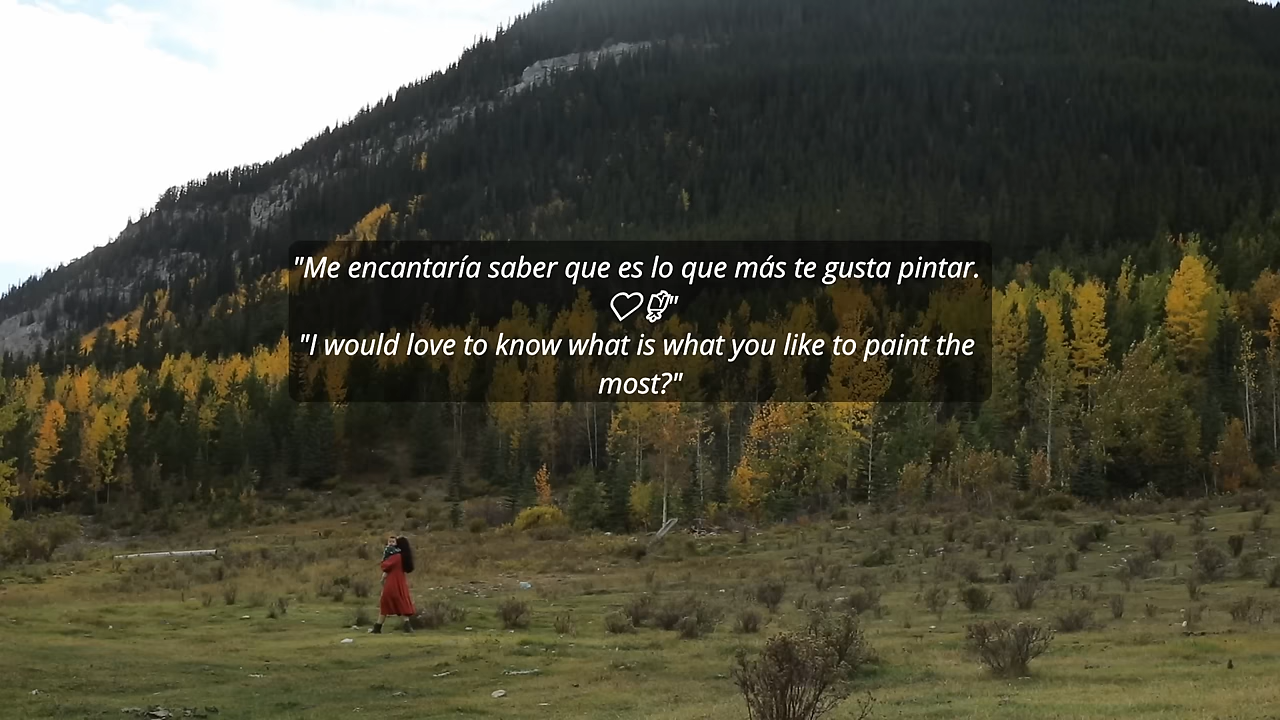 "Me encantaría saber que es lo que más te gusta pintar.
♡🌹"
"I would love to know what is what you like to paint the
most?"